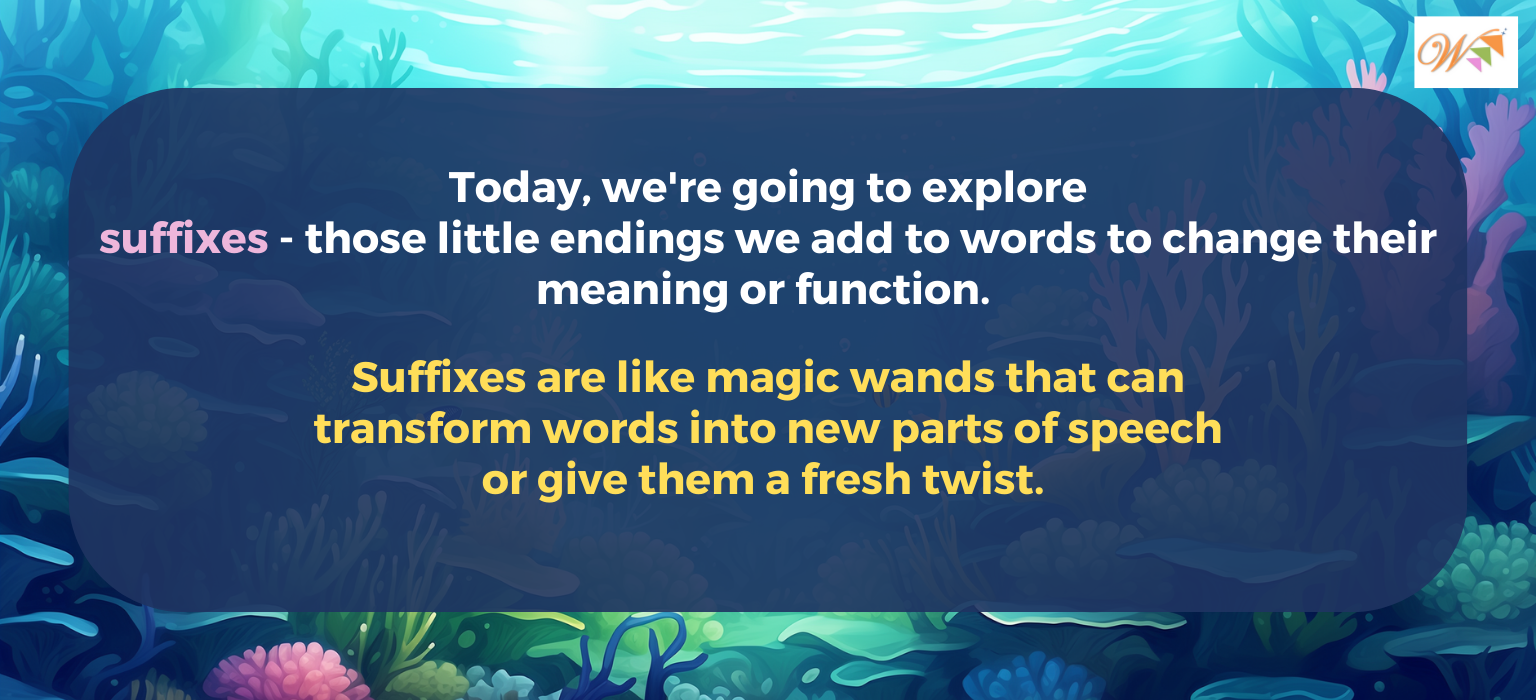 W
Today, we're going to explore
suffixes - those little endings we add to words to change their
meaning or function.
Suffixes are like magic wands that can
transform words into new parts of speech
or give them a fresh twist.